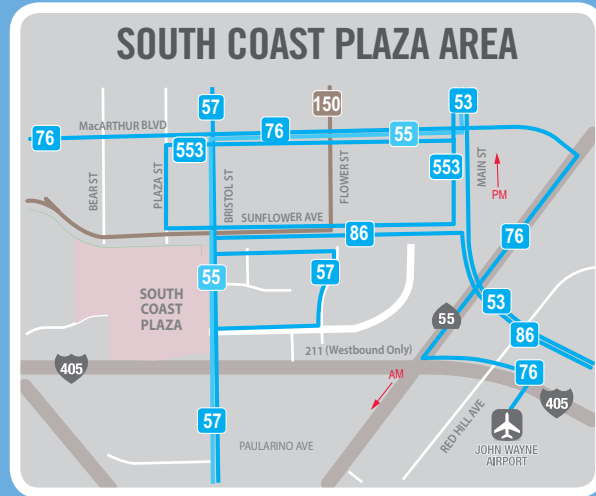 SOUTH COAST PLAZA AREA
57
150
53
MacARTHUR BLVD
76
76
55
553
553
BEAR ST
PLAZA ST
BRISTOL ST
FLOWER ST
MAIN ST
PM
SUNFLOWER AVE
86
76
55
57
SOUTH
COAST
PLAZA
53
55
86
211 (Westbound Only)
405
AM
76
405
57
PAULARINO AVE
RED HILL AVE
JOHN WAYNE
AIRPORT